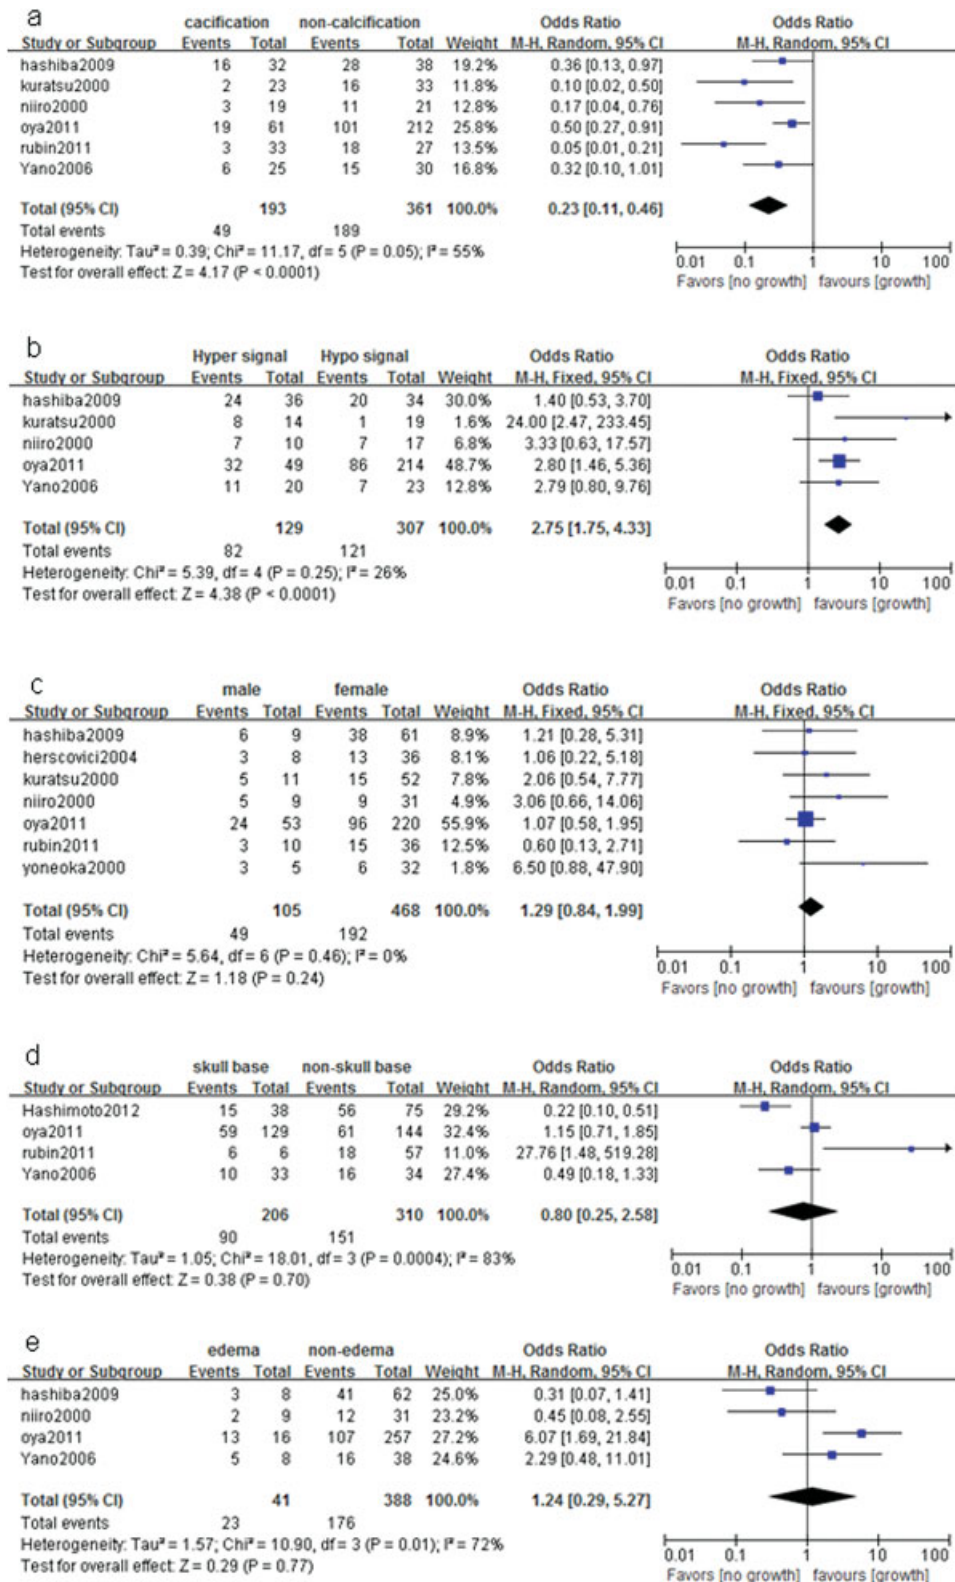 a
cacification non-calcification Odds Ratio Odds Ratio
Study or Subgroup Events Total Events Total Weight M-H, Random, 95% CI M-H, Random, 95% CI
hashiba2009 16 32 28 38 19.2% 0.36 [0.13, 0.97]
kuratsu2000 2 23 16 33 11.8% 0.10 [0.02, 0.50]
niiro2000 3 19 11 21 12.8% 0.17 [0.04, 0.76]
oya2011 19 61 101 212 25.8% 0.50 [0.27, 0.91]
rubin2011 3 33 18 27 13.5% 0.05 [0.01, 0.21]
Yano2006 6 25 15 30 16.8% 0.32 [0.10, 1.01]
Total (95% CI) 193 361 100.0% 0.23 [0.11, 0.46]
Total events 49 189
Heterogeneity: Tau² = 0.39; Chi² = 11.17, df = 5 (P = 0.05); I² = 55%
Test for overall effect: Z = 4.17 (P < 0.0001)
0.01 0.1 1 10 100
Favors [no growth] favours [growth]
b
Hyper signal Hypo signal Odds Ratio Odds Ratio
Study or Subgroup Events Total Events Total Weight M-H, Fixed, 95% CI M-H, Fixed, 95% CI
hashiba2009 24 36 20 34 30.0% 1.40 [0.53, 3.70]
kuratsu2000 8 14 1 19 1.6% 24.00 [2.47, 233.45]
niiro2000 7 10 7 17 6.8% 3.33 [0.63, 17.57]
oya2011 32 49 86 214 48.7% 2.80 [1.46, 5.36]
Yano2006 11 20 7 23 12.8% 2.79 [0.80, 9.76]
Total (95% CI) 129 307 100.0% 2.75 [1.75, 4.33]
Total events 82 121
Heterogeneity: Chi² = 5.39, df = 4 (P = 0.25); I² = 26%
Test for overall effect: Z = 4.38 (P < 0.0001)
0.01 0.1 1 10 100
Favors [no growth] favours [growth]
c
male female Odds Ratio Odds Ratio
Study or Subgroup Events Total Events Total Weight M-H, Fixed, 95% CI M-H, Fixed, 95% CI
hashiba2009 6 9 38 61 8.9% 1.21 [0.28, 5.31]
herscovici2004 3 8 13 36 8.1% 1.06 [0.22, 5.18]
kuratsu2000 5 11 15 52 7.8% 2.06 [0.54, 7.77]
niiro2000 5 9 9 31 4.9% 3.06 [0.66, 14.06]
oya2011 24 53 96 220 55.9% 1.07 [0.58, 1.95]
rubin2011 3 10 15 36 12.5% 0.60 [0.13, 2.71]
yoneoka2000 3 5 6 32 1.8% 6.50 [0.88, 47.90]
Total (95% CI) 105 468 100.0% 1.29 [0.84, 1.99]
Total events 49 192
Heterogeneity: Chi² = 5.64, df = 6 (P = 0.46); I² = 0%
Test for overall effect: Z = 1.18 (P = 0.24)
0.01 0.1 1 10 100
Favors [no growth] favours [growth]
d
skull base non-skull base Odds Ratio Odds Ratio
Study or Subgroup Events Total Events Total Weight M-H, Random, 95% CI M-H, Random, 95% CI
Hashimoto2012 15 38 56 75 29.2% 0.22 [0.10, 0.51]
oya2011 59 129 61 144 32.4% 1.15 [0.71, 1.85]
rubin2011 6 6 18 57 11.0% 27.76 [1.48, 519.28]
Yano2006 10 33 16 34 27.4% 0.49 [0.18, 1.33]
Total (95% CI) 206 310 100.0% 0.80 [0.25, 2.58]
Total events 90 151
Heterogeneity: Tau² = 1.05; Chi² = 18.01, df = 3 (P = 0.0004); I² = 83%
Test for overall effect: Z = 0.38 (P = 0.70)
0.01 0.1 1 10 100
Favors [no growth] favours [growth]
e
edema non-edema Odds Ratio Odds Ratio
Study or Subgroup Events Total Events Total Weight M-H, Random, 95% CI M-H, Random, 95% CI
hashiba2009 3 8 41 62 25.0% 0.31 [0.07, 1.41]
niiro2000 2 9 12 31 23.2% 0.45 [0.08, 2.55]
oya2011 13 16 107 257 27.2% 6.07 [1.69, 21.84]
Yano2006 5 8 16 38 24.6% 2.29 [0.48, 11.01]
Total (95% CI) 41 388 100.0% 1.24 [0.29, 5.27]
Total events 23 176
Heterogeneity: Tau² = 1.57; Chi² = 10.90, df = 3 (P = 0.01); I² = 72%
Test for overall effect: Z = 0.29 (P = 0.77)
0.01 0.1 1 10 100
Favors [no growth] favours [growth]